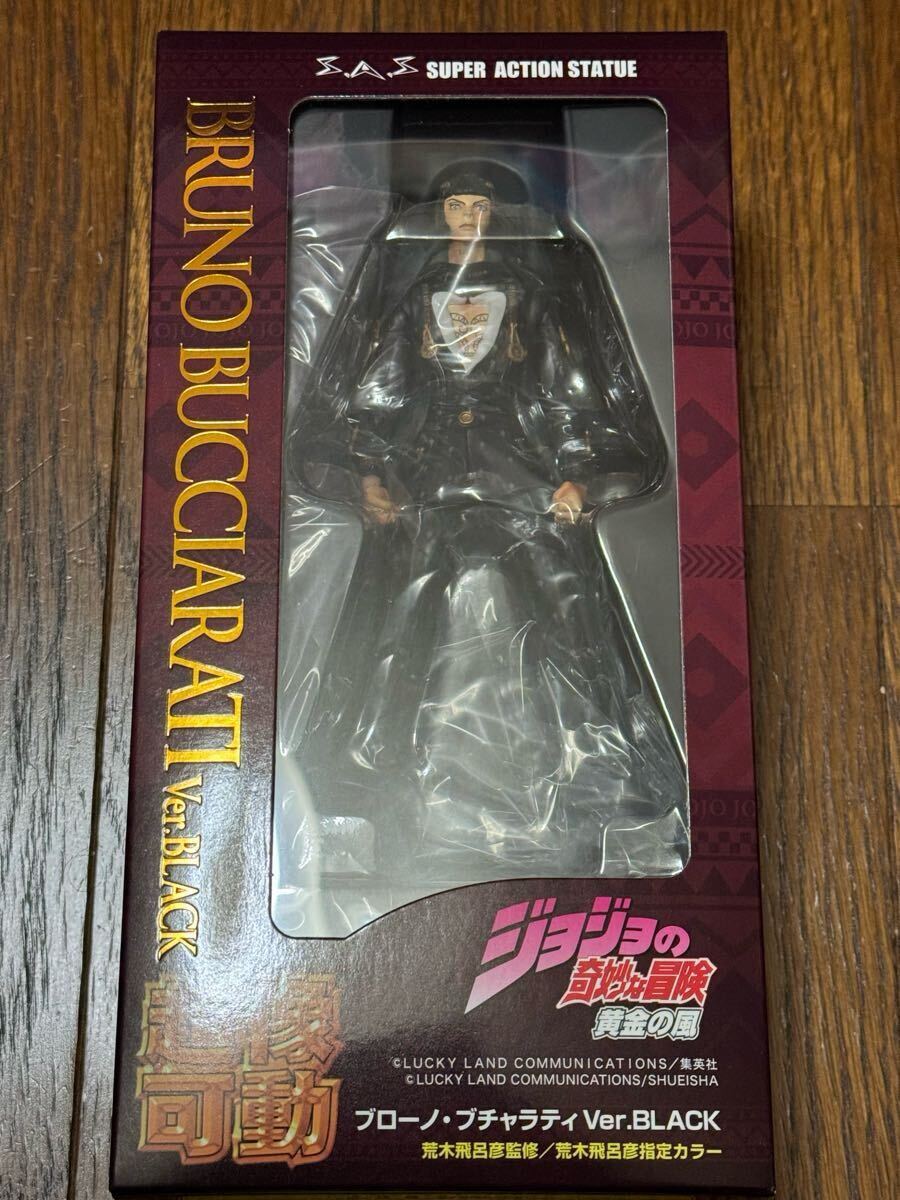 S.A.S SUPER ACTION STATUE
BRUNO BUCCIARATI Ver.BLACK
ジョジョの
奇妙な冒険
黄金の風
©LUCKY LAND COMMUNICATIONS/集英社
©LUCKY LAND COMMUNICATIONS/SHUEISHA
超像
可動
ブローノ・ブチャラティ Ver.BLACK
荒木飛呂彦監修/荒木飛呂彦指定カラー